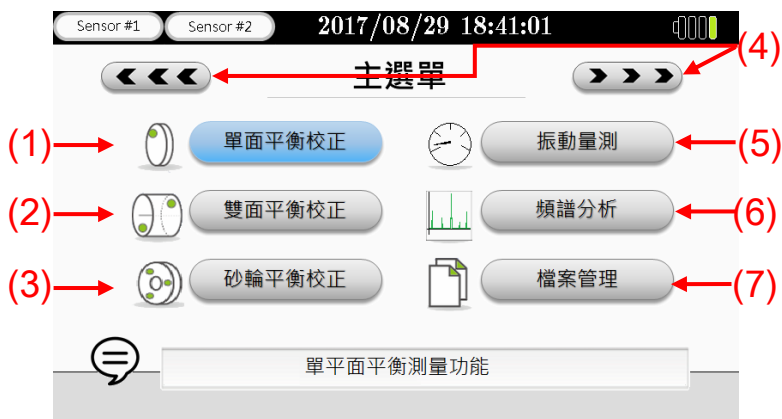 Sensor #1 Sensor #2 2017/08/29 18:41:01
(4)
主選單
(1) 單面平衡校正 振動量測 (5)
(2) 雙面平衡校正 頻譜分析 (6)
(3) 砂輪平衡校正 檔案管理 (7)
單平面平衡測量功能